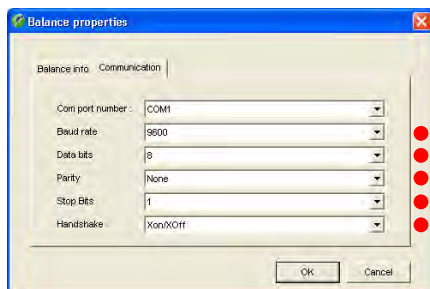 Balance properties
Balance info Communication
Com port number : COM1
Baud rate 9600
Data bits 8
Parity None
Stop Bits 1
Handshake Xon/XOff
OK Cancel